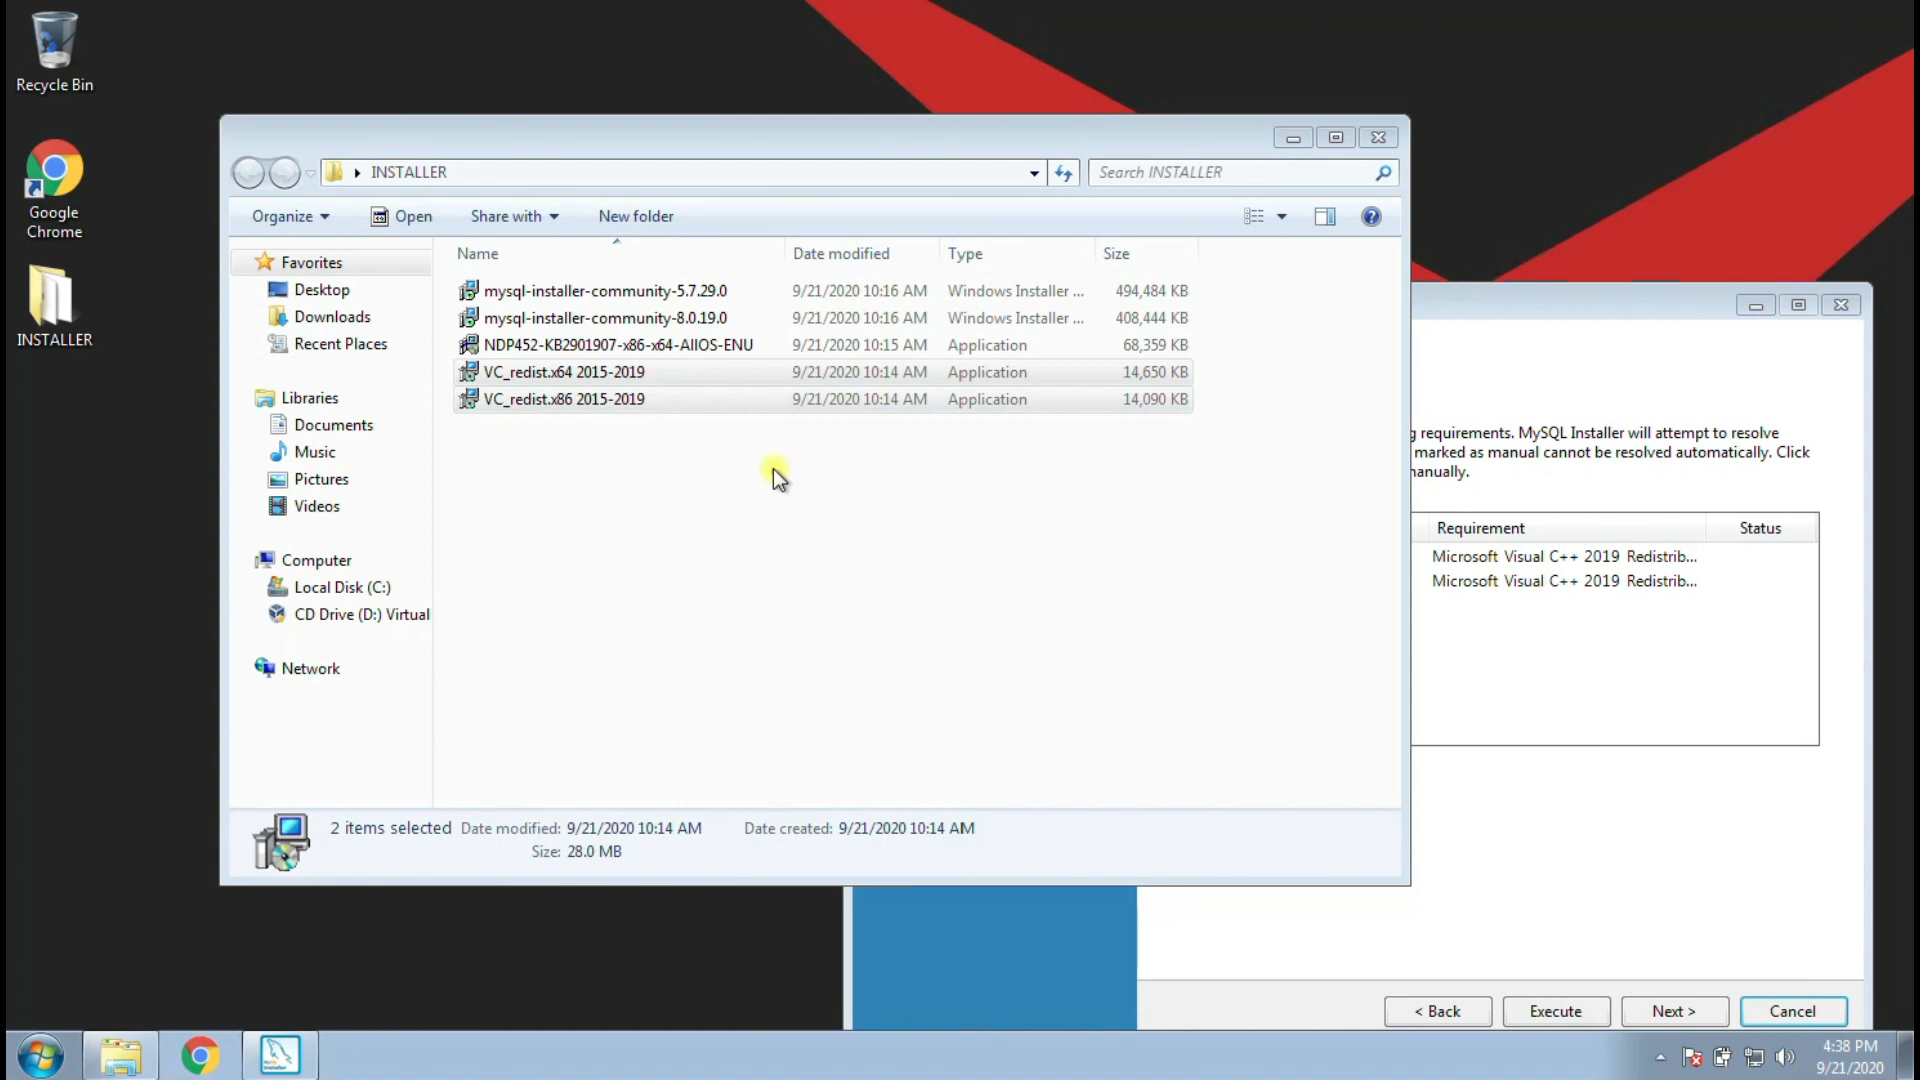 Recycle Bin
Google
Chrome
INSTALLER
INSTALLER
Search INSTALLER
Organize
Open
Share with
New folder
Name
Date modified
Type
Size
mysql-installer-community-5.7.29.0 9/21/2020 10:16 AM Windows Installer ... 494,484 KB
mysql-installer-community-8.0.19.0 9/21/2020 10:16 AM Windows Installer ... 408,444 KB
NDP452-KB2901907-x86-x64-AllOS-ENU 9/21/2020 10:15 AM Application 68,359 KB
VC_redist.x64 2015-2019 9/21/2020 10:14 AM Application 14,650 KB
VC_redist.x86 2015-2019 9/21/2020 10:14 AM Application 14,090 KB
Favorites
Desktop
Downloads
Recent Places
Libraries
Documents
Music
Pictures
Videos
Computer
Local Disk (C:)
CD Drive (D:) Virtual
Network
2 items selected Date modified: 9/21/2020 10:14 AM Date created: 9/21/2020 10:14 AM
Size: 28.0 MB
requirements. MySQL Installer will attempt to resolve
marked as manual cannot be resolved automatically. Click
manually.
Requirement Status
Microsoft Visual C++ 2019 Redistrib...
Microsoft Visual C++ 2019 Redistrib...
< Back
Execute
Next >
Cancel
4:38 PM
9/21/2020